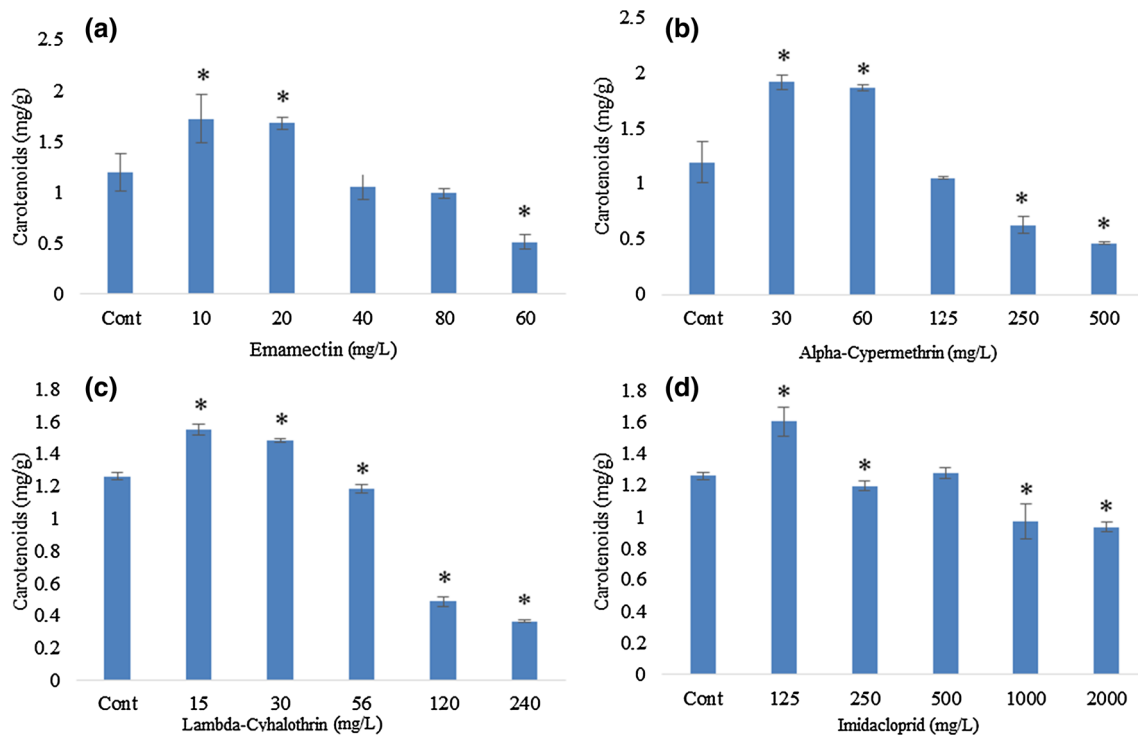 (a)
2.5
2
1.5
1
0.5
0
Carotenoids (mg/g)
* * *
Cont 10 20 40 80 60
Emamectin (mg/L)
(b)
2.5
2
1.5
1
0.5
0
Carotenoids (mg/g)
* * * *
Cont 30 60 125 250 500
Alpha-Cypermethrin (mg/L)
(c)
1.8
1.6
1.4
1.2
1
0.8
0.6
0.4
0.2
0
Carotenoids (mg/g)
* * * * *
Cont 15 30 56 120 240
Lambda-Cyhalothrin (mg/L)
(d)
1.8
1.6
1.4
1.2
1
0.8
0.6
0.4
0.2
0
Carotenoids (mg/g)
* * * *
Cont 125 250 500 1000 2000
Imidacloprid (mg/L)